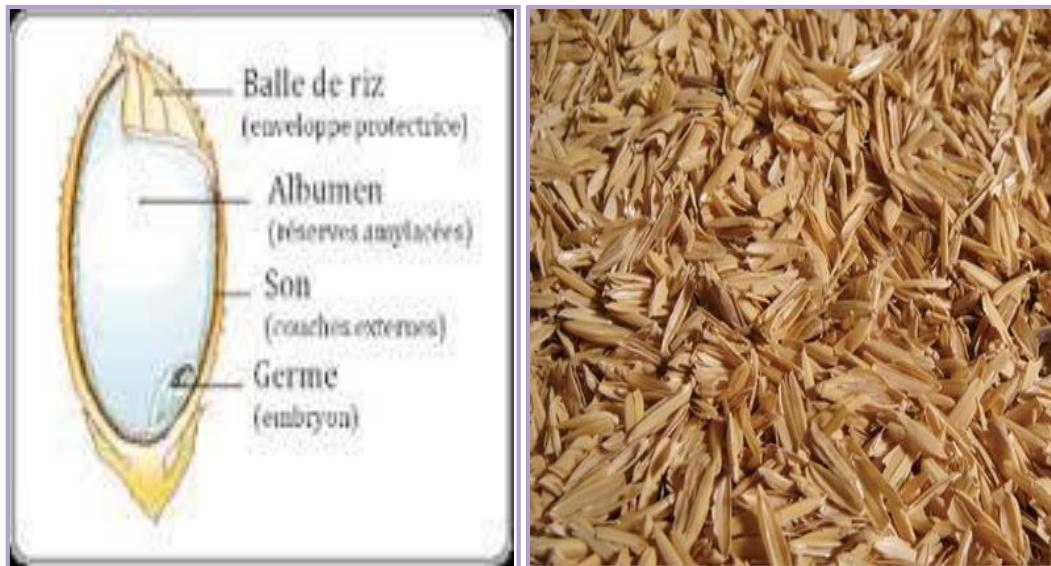 Balle de riz
(enveloppe protectrice)
Albumen
(réserves amylacées)
Son
(couches externes)
Germe
(embryon)